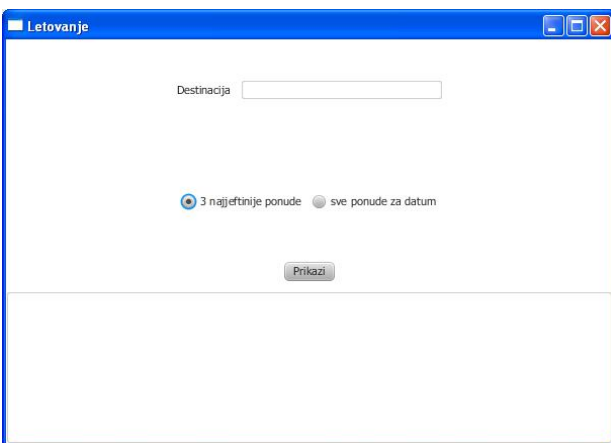 Letovanje
Destinacija
3 najjeftinije ponude sve ponude za datum
Prikazi